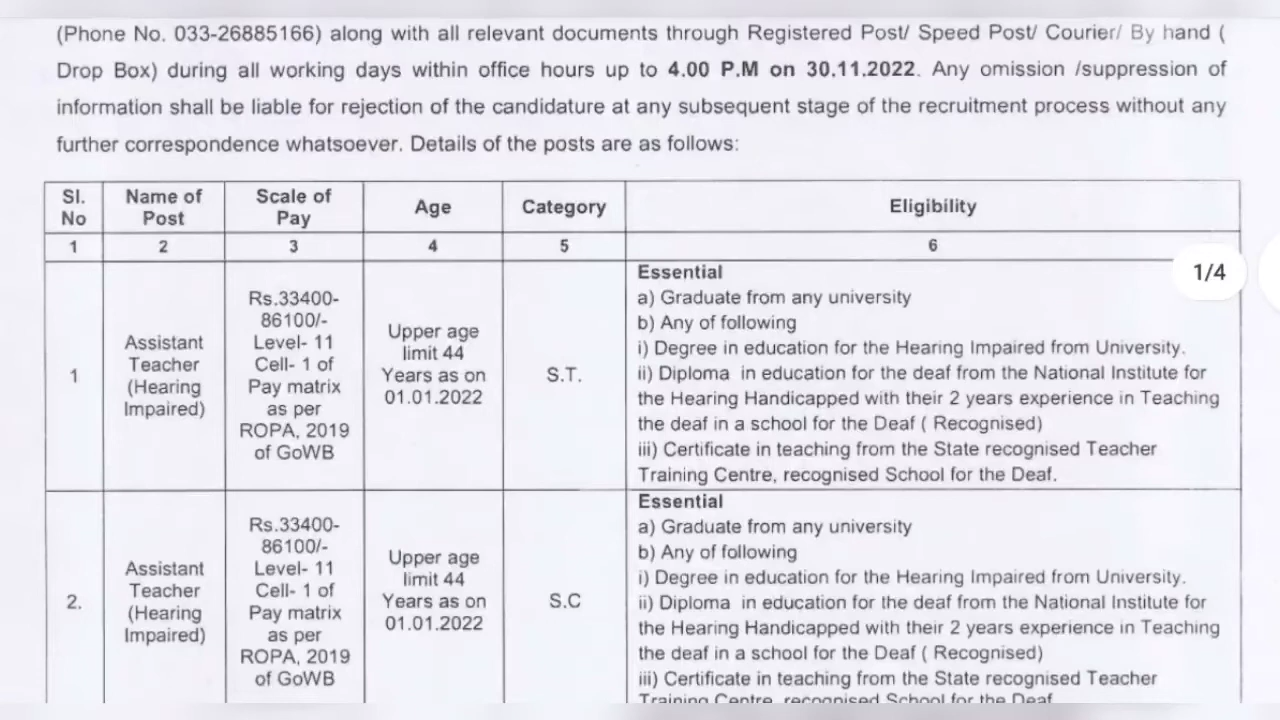 (Phone No. 033-26885166) along with all relevant documents through Registered Post/ Speed Post/ Courier/ By hand (
Drop Box) during all working days within office hours up to 4.00 P.M on 30.11.2022. Any omission /suppression of
information shall be liable for rejection of the candidature at any subsequent stage of the recruitment process without any
further correspondence whatsoever. Details of the posts are as follows:
Sl. No
Name of Post
Scale of Pay
Age
Category
Eligibility
1
2
3
4
5
6
1/4
1
Assistant
Teacher
(Hearing
Impaired)
Rs.33400-
86100/-
Level- 11
Cell- 1 of
Pay matrix
as per
ROPA, 2019
of GoWB
Upper age
limit 44
Years as on
01.01.2022
S.T.
Essential
a) Graduate from any university
b) Any of following
i) Degree in education for the Hearing Impaired from University.
ii) Diploma in education for the deaf from the National Institute for
the Hearing Handicapped with their 2 years experience in Teaching
the deaf in a school for the Deaf ( Recognised)
iii) Certificate in teaching from the State recognised Teacher
Training Centre, recognised School for the Deaf.
2.
Assistant
Teacher
(Hearing
Impaired)
Rs.33400-
86100/-
Level- 11
Cell- 1 of
Pay matrix
as per
ROPA, 2019
of GoWB
Upper age
limit 44
Years as on
01.01.2022
S.C
Essential
a) Graduate from any university
b) Any of following
i) Degree in education for the Hearing Impaired from University.
ii) Diploma in education for the deaf from the National Institute for
the Hearing Handicapped with their 2 years experience in Teaching
the deaf in a school for the Deaf ( Recognised)
iii) Certificate in teaching from the State recognised Teacher
Training Centre, recognised School for the Deaf